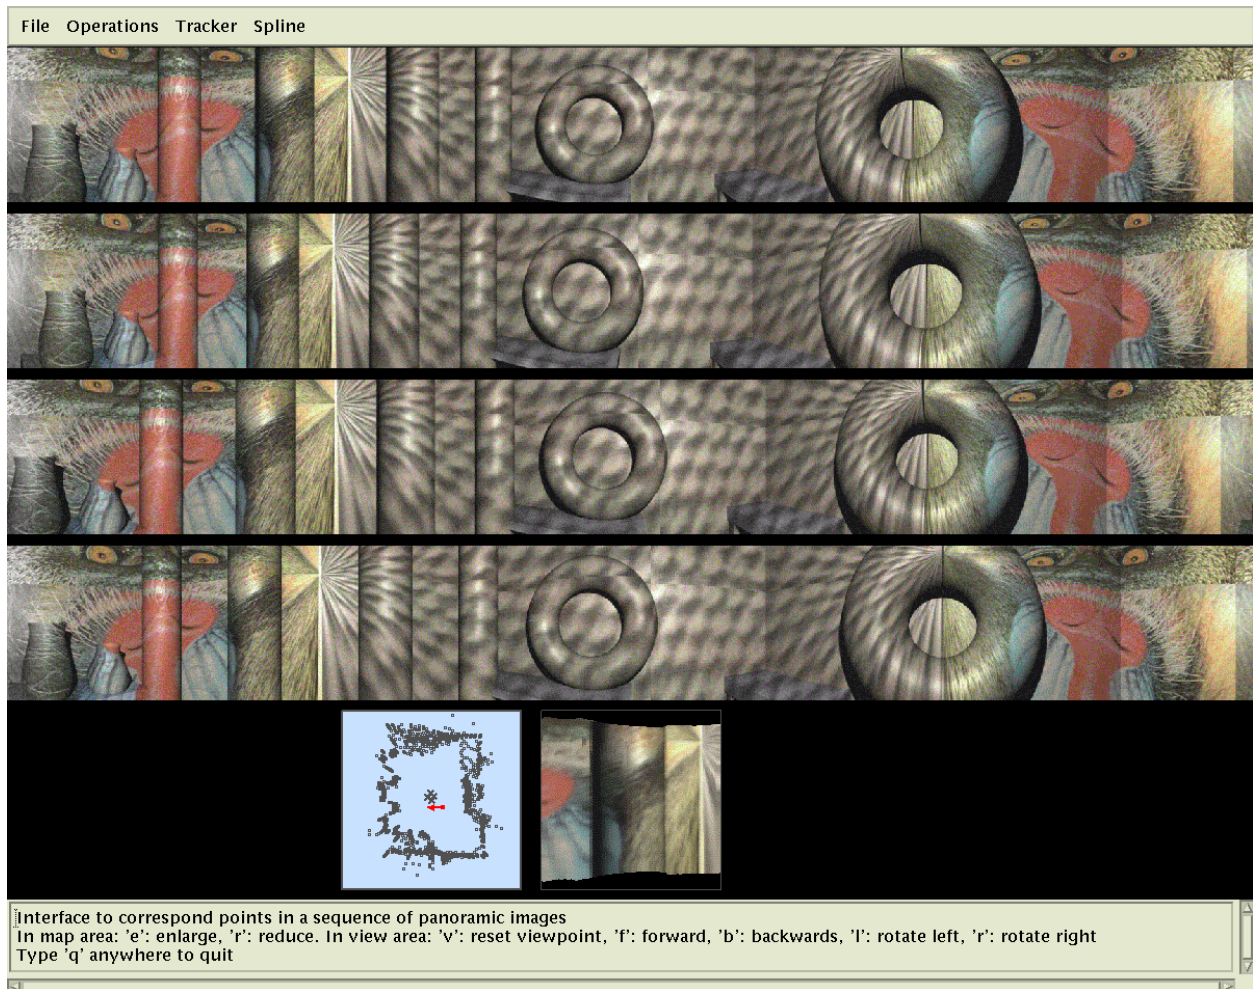 File Operations Tracker Spline
Interface to correspond points in a sequence of panoramic images
In map area: 'e': enlarge, 'r': reduce. In view area: 'v': reset viewpoint, 'f': forward, 'b': backwards, 'l': rotate left, 'r': rotate right
Type 'q' anywhere to quit